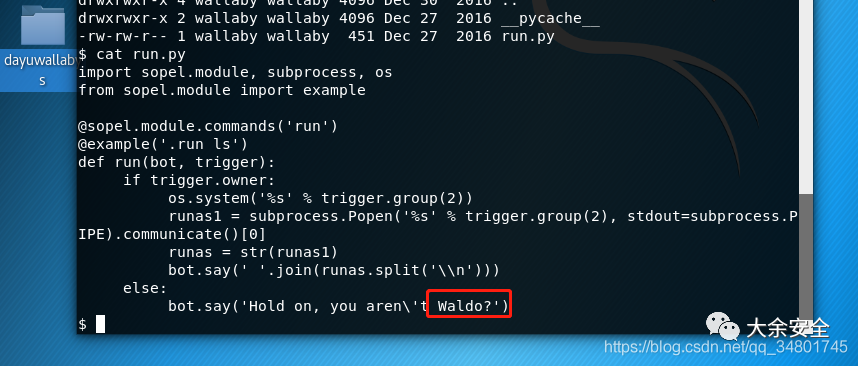 drwxrwxr-x 4 wallaby wallaby 4096 Dec 30  2016 ..
drwxrwxr-x 2 wallaby wallaby 4096 Dec 27  2016 __pycache__
-rw-rw-r-- 1 wallaby wallaby  451 Dec 27  2016 run.py
$ cat run.py
import sopel.module, subprocess, os
from sopel.module import example

@sopel.module.commands('run')
@example('.run ls')
def run(bot, trigger):
     if trigger.owner:
          os.system('%s' % trigger.group(2))
          runas1 = subprocess.Popen('%s' % trigger.group(2), stdout=subprocess.P
IPE).communicate()[0]
          runas = str(runas1)
          bot.say(' '.join(runas.split('\\n')))
     else:
          bot.say('Hold on, you aren\'t Waldo?')
$
dayuwallaby
s
大余安全
https://blog.csdn.net/qq_34801745